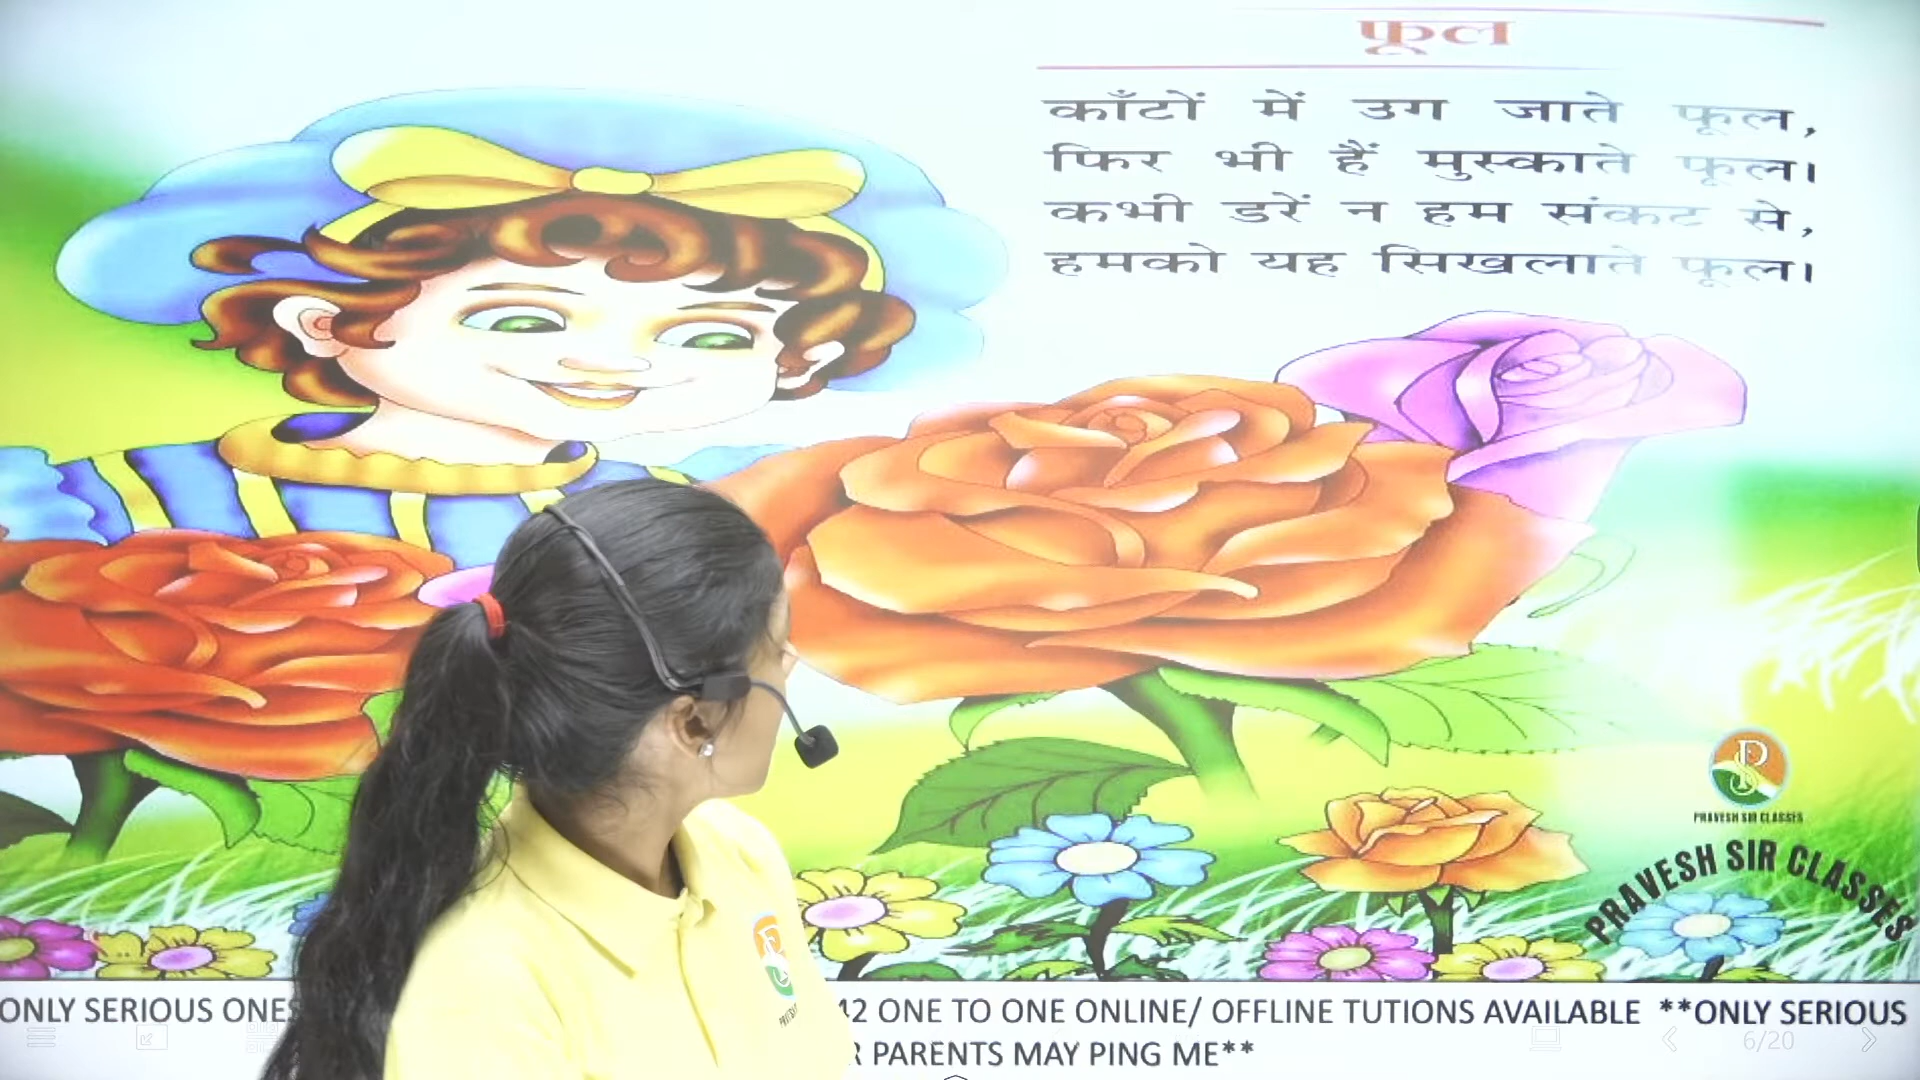 फूल
काँटों में उग जाते फूल,
फिर भी हैं मुस्काते फूल।
कभी डरें न हम संकट से,
हमको यह सिखलाते फूल।
PRAVESH SIR CLASSES
PRAVESH SIR CLASSES
ONLY SERIOUS ONES 42 ONE TO ONE ONLINE/ OFFLINE TUTIONS AVAILABLE **ONLY SERIOUS
R PARENTS MAY PING ME**
6/20